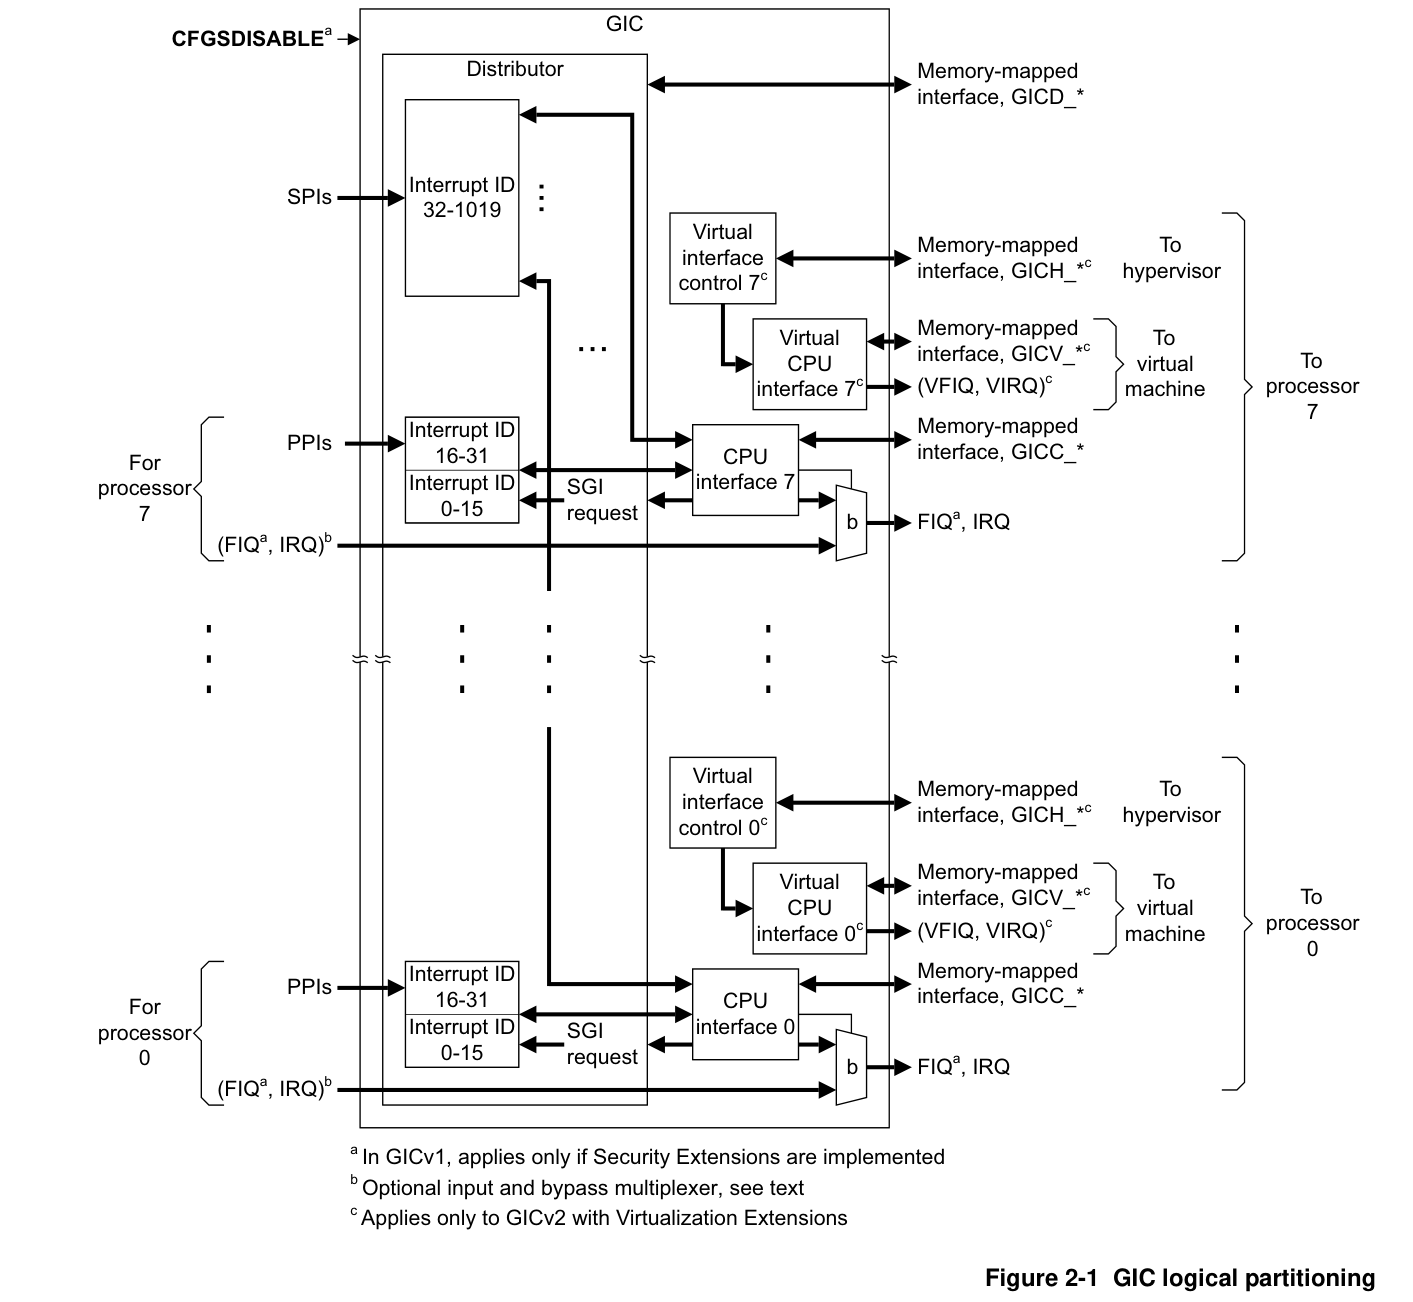 GIC
CFGSDISABLEa
Distributor
Memory-mapped
interface, GICD_*
SPIs
Interrupt ID
32-1019
Virtual
interface
control 7c
Memory-mapped
interface, GICH_*c
To
hypervisor
Virtual
CPU
interface 7c
Memory-mapped
interface, GICV_*c
(VFIQ, VIRQ)c
To
virtual
machine
To
processor
7
For
processor
7
PPIs
Interrupt ID
16-31
Interrupt ID
0-15
SGI
request
CPU
interface 7
Memory-mapped
interface, GICC_*
b
FIQa, IRQ
(FIQa, IRQ)b
Virtual
interface
control 0c
Memory-mapped
interface, GICH_*c
To
hypervisor
Virtual
CPU
interface 0c
Memory-mapped
interface, GICV_*c
(VFIQ, VIRQ)c
To
virtual
machine
To
processor
0
For
processor
0
PPIs
Interrupt ID
16-31
Interrupt ID
0-15
SGI
request
CPU
interface 0
Memory-mapped
interface, GICC_*
b
FIQa, IRQ
(FIQa, IRQ)b
a In GICv1, applies only if Security Extensions are implemented
b Optional input and bypass multiplexer, see text
c Applies only to GICv2 with Virtualization Extensions
Figure 2-1 GIC logical partitioning